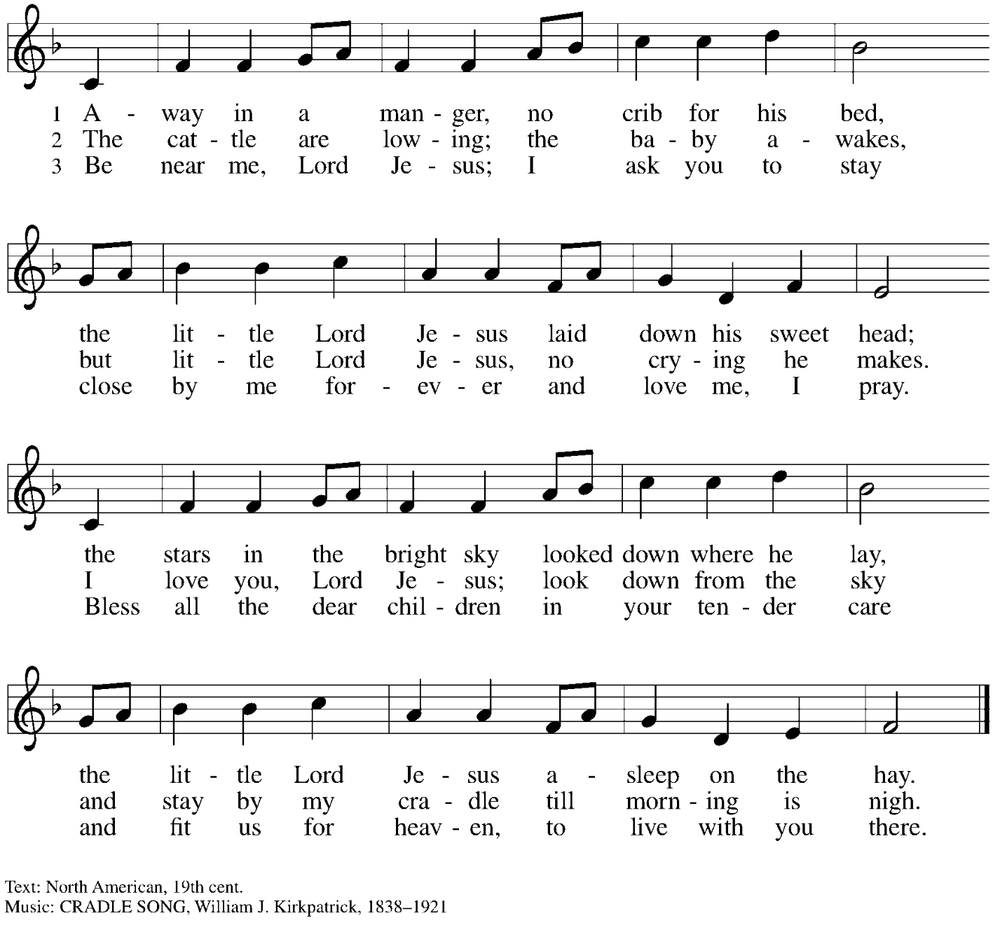 1 A - way in a man - ger, no crib for his bed,
2 The cat - tle are low - ing; the ba - by a - wakes,
3 Be near me, Lord Je - sus; I ask you to stay
the lit - tle Lord Je - sus laid down his sweet head;
but lit - tle Lord Je - sus, no cry - ing he makes.
close by me for - ev - er and love me, I pray.
the stars in the bright sky looked down where he lay,
I love you, Lord Je - sus; look down from the sky
Bless all the dear chil - dren in your ten - der care
the lit - tle Lord Je - sus a - sleep on the hay.
and stay by my cra - dle till morn - ing is nigh.
and fit us for heav - en, to live with you there.
Text: North American, 19th cent.
Music: CRADLE SONG, William J. Kirkpatrick, 1838–1921